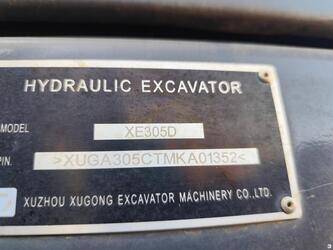 HYDRAULIC EXCAVATOR
MODEL XE305D
PIN. >XUGA305CTMKA01352<
XUZHOU XUGONG EXCAVATOR MACHINERY CO.,LTD.